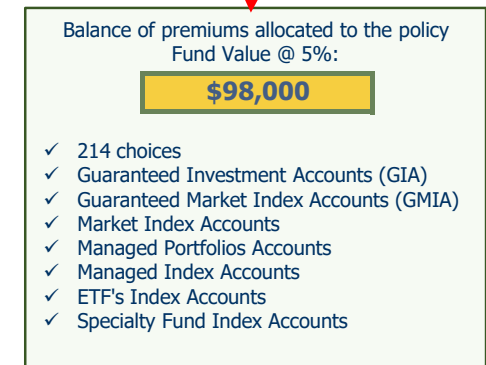 Balance of premiums allocated to the policy
Fund Value @ 5%:
$98,000
✓ 214 choices
✓ Guaranteed Investment Accounts (GIA)
✓ Guaranteed Market Index Accounts (GMIA)
✓ Market Index Accounts
✓ Managed Portfolios Accounts
✓ Managed Index Accounts
✓ ETF's Index Accounts
✓ Specialty Fund Index Accounts